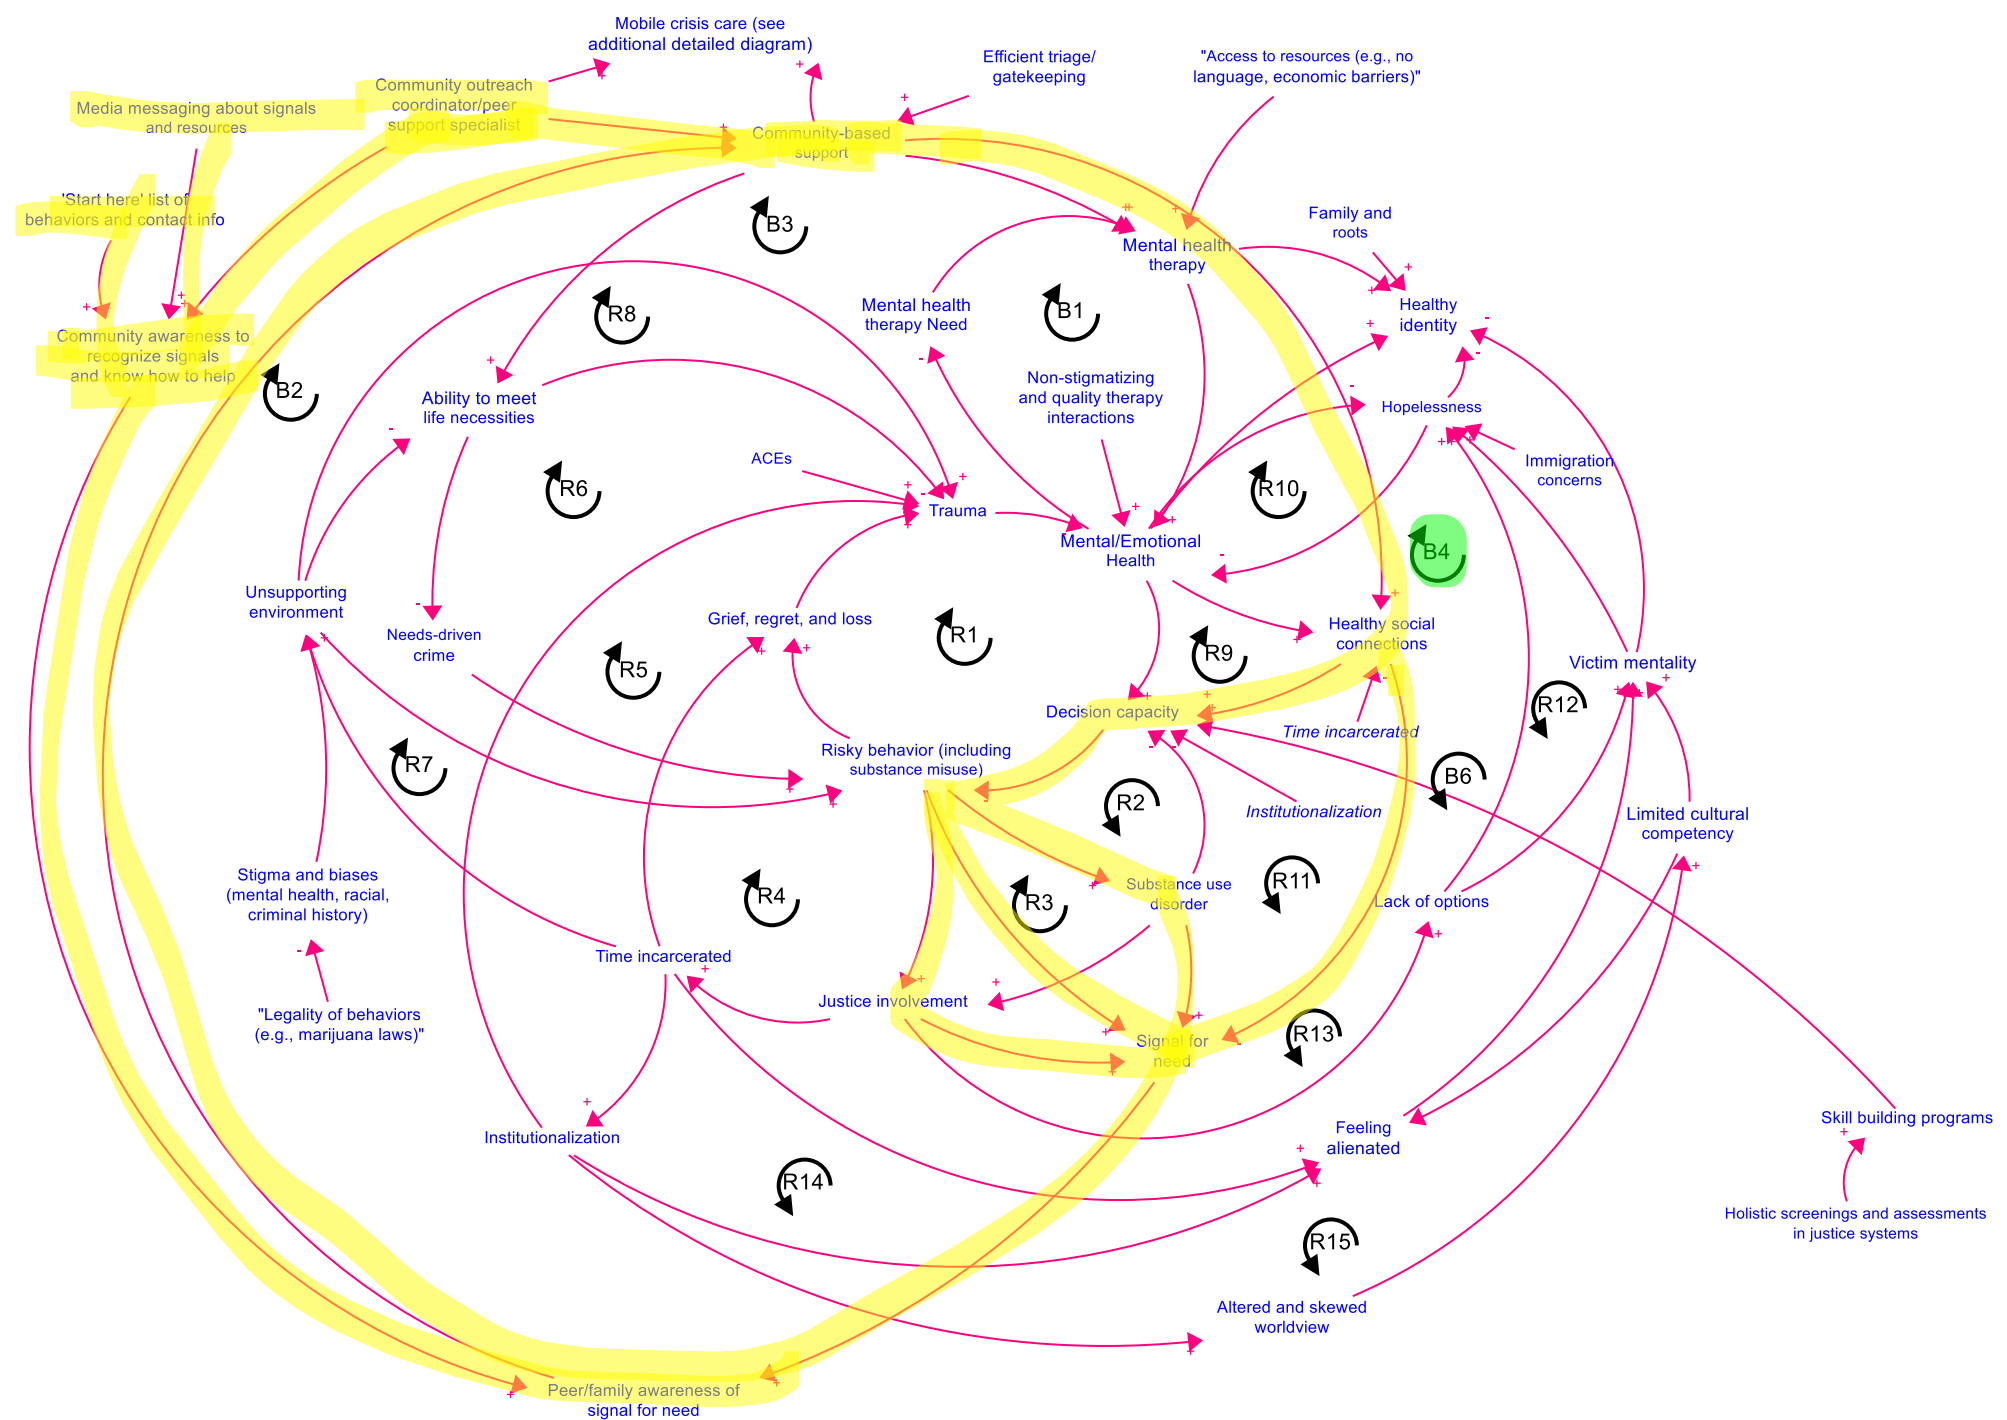 Mobile crisis care (see
additional detailed diagram)
Efficient triage/
gatekeeping
"Access to resources (e.g., no
language, economic barriers)"
Community outreach
coordinator/peer
support specialist
Media messaging about signals
and resources
Community-based
support
'Start here' list of
behaviors and contact info
Family and
roots
B3
Mental health
therapy
Mental health
therapy Need
B1
R8
Healthy
identity
Community awareness to
recognize signals
and know how to help
B2
Non-stigmatizing
and quality therapy
interactions
Ability to meet
life necessities
Hopelessness
ACEs
Immigration
concerns
R6
R10
Trauma
Mental/Emotional
Health
B4
Unsupporting
environment
Needs-driven
crime
Grief, regret, and loss
R1
Healthy social
connections
R5
R9
Victim mentality
Decision capacity
R12
Time incarcerated
Risky behavior (including
substance misuse)
R7
B6
R2
Institutionalization
Limited cultural
competency
Stigma and biases
(mental health, racial,
criminal history)
R4
R3
Substance use
disorder
R11
Lack of options
Time incarcerated
Justice involvement
"Legality of behaviors
(e.g., marijuana laws)"
Signal for
need
R13
Institutionalization
Feeling
alienated
Skill building programs
R14
Holistic screenings and assessments
in justice systems
R15
Altered and skewed
worldview
Peer/family awareness of
signal for need